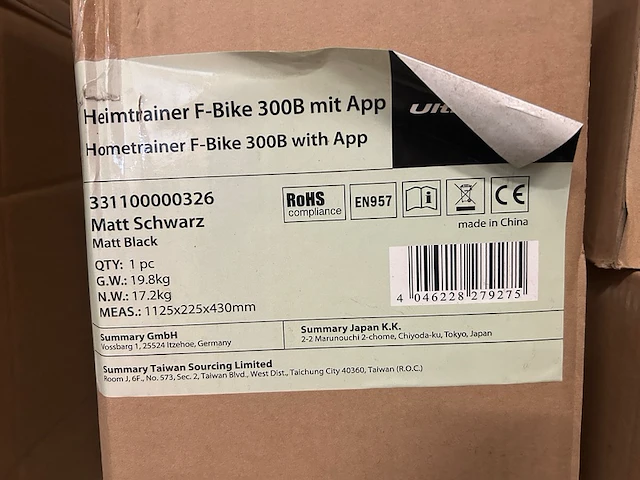 Heimtrainer F-Bike 300B mit App
Hometrainer F-Bike 300B with App
331100000326
Matt Schwarz
Matt Black
QTY: 1 pc
G.W.: 19.8kg
N.W.: 17.2kg
MEAS.: 1125x225x430mm
RoHS
compliance
EN957
CE
made in China
4 046228 279275
Summary GmbH
Vossbarg 1, 25524 Itzehoe, Germany
Summary Japan K.K.
2-2 Marunouchi 2-chome, Chiyoda-ku, Tokyo, Japan
Summary Taiwan Sourcing Limited
Room J, 6F., No. 573, Sec. 2, Taiwan Blvd., West Dist., Taichung City 40360, Taiwan (R.O.C.)